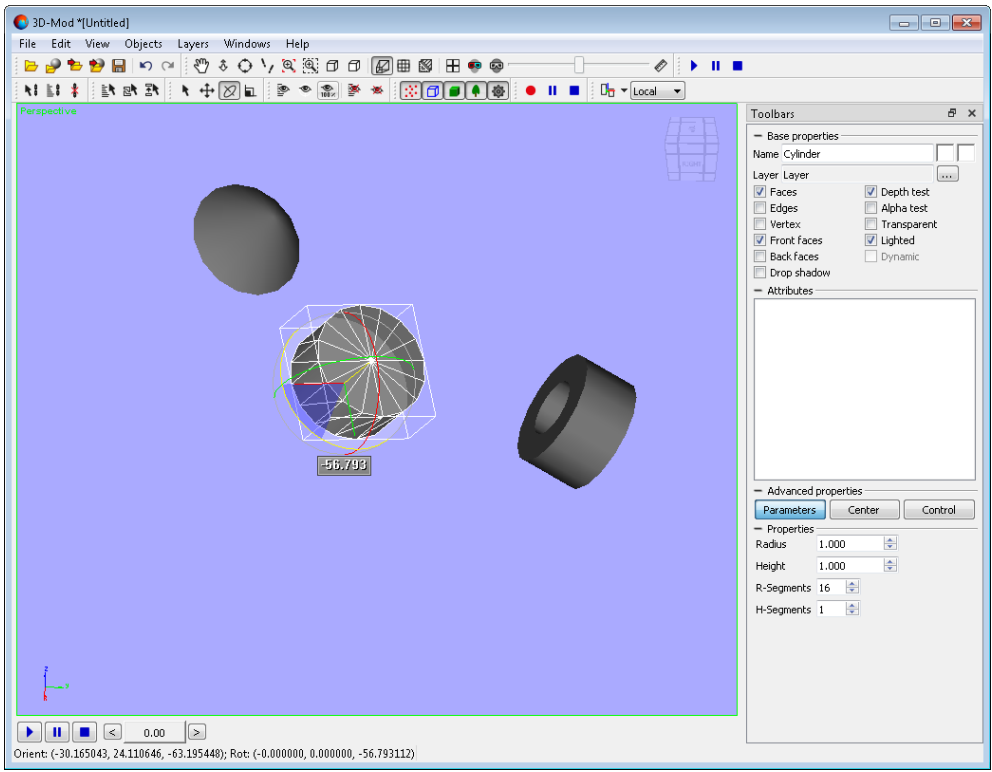 3D-Mod *[Untitled]
File Edit View Objects Layers Windows Help
100%
Local
Perspective
Toolbars
Base properties
Name Cylinder
Layer Layer
...
Faces Depth test
Edges Alpha test
Vertex Transparent
Front faces Lighted
Back faces Dynamic
Drop shadow
Attributes
-56.793
Advanced properties
Parameters Center Control
Properties
Radius 1.000
Height 1.000
R-Segments 16
H-Segments 1
z
< 0.00 >
Orient: (-30.165043, 24.110646, -63.195448); Rot: (-0.000000, 0.000000, -56.793112)